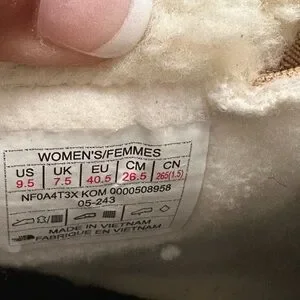 WOMEN'S/FEMMES
US UK EU CM CN
9.5 7.5 40.5 26.5 265(1.5)
NF0A4T3X KOM 0000508958
05-243
MADE IN VIETNAM
FABRIQUE EN VIETNAM